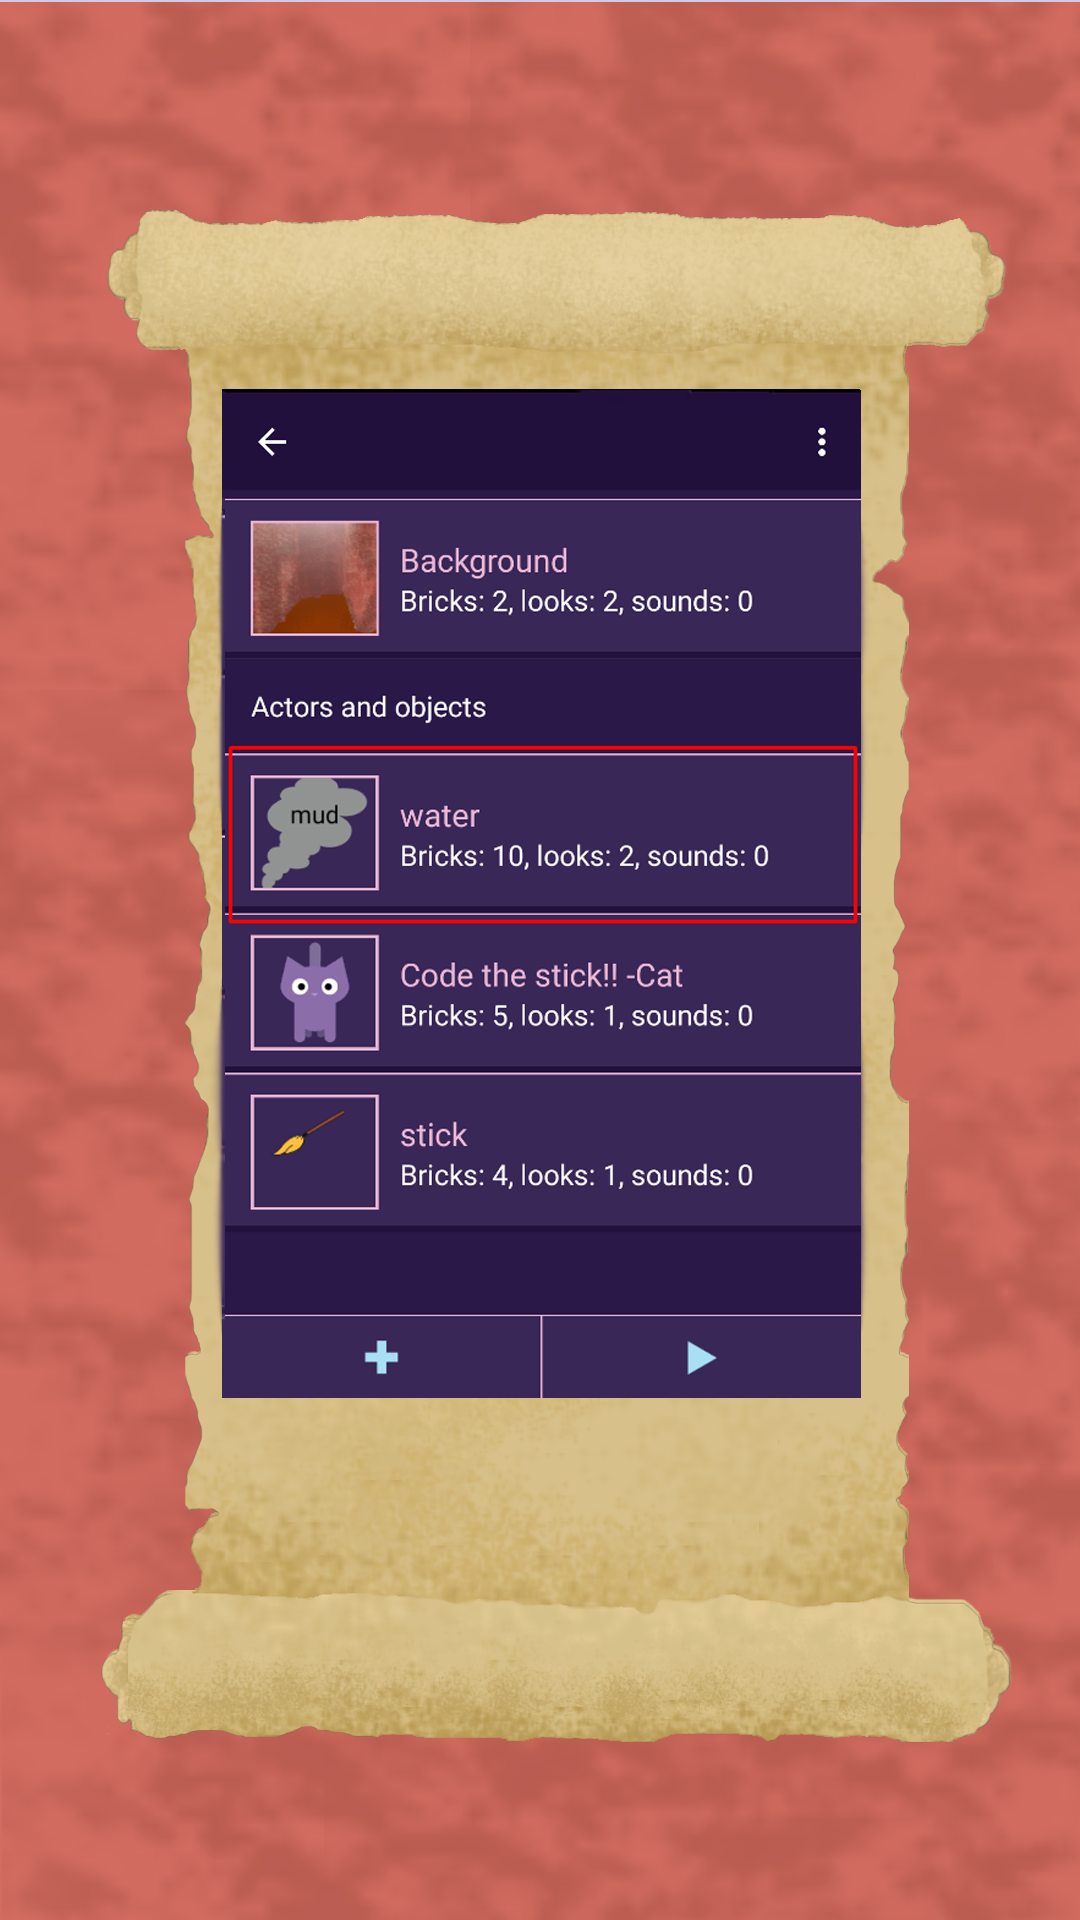 Background
Bricks: 2, looks: 2, sounds: 0
Actors and objects
mud
water
Bricks: 10, looks: 2, sounds: 0
Code the stick!! -Cat
Bricks: 5, looks: 1, sounds: 0
stick
Bricks: 4, looks: 1, sounds: 0